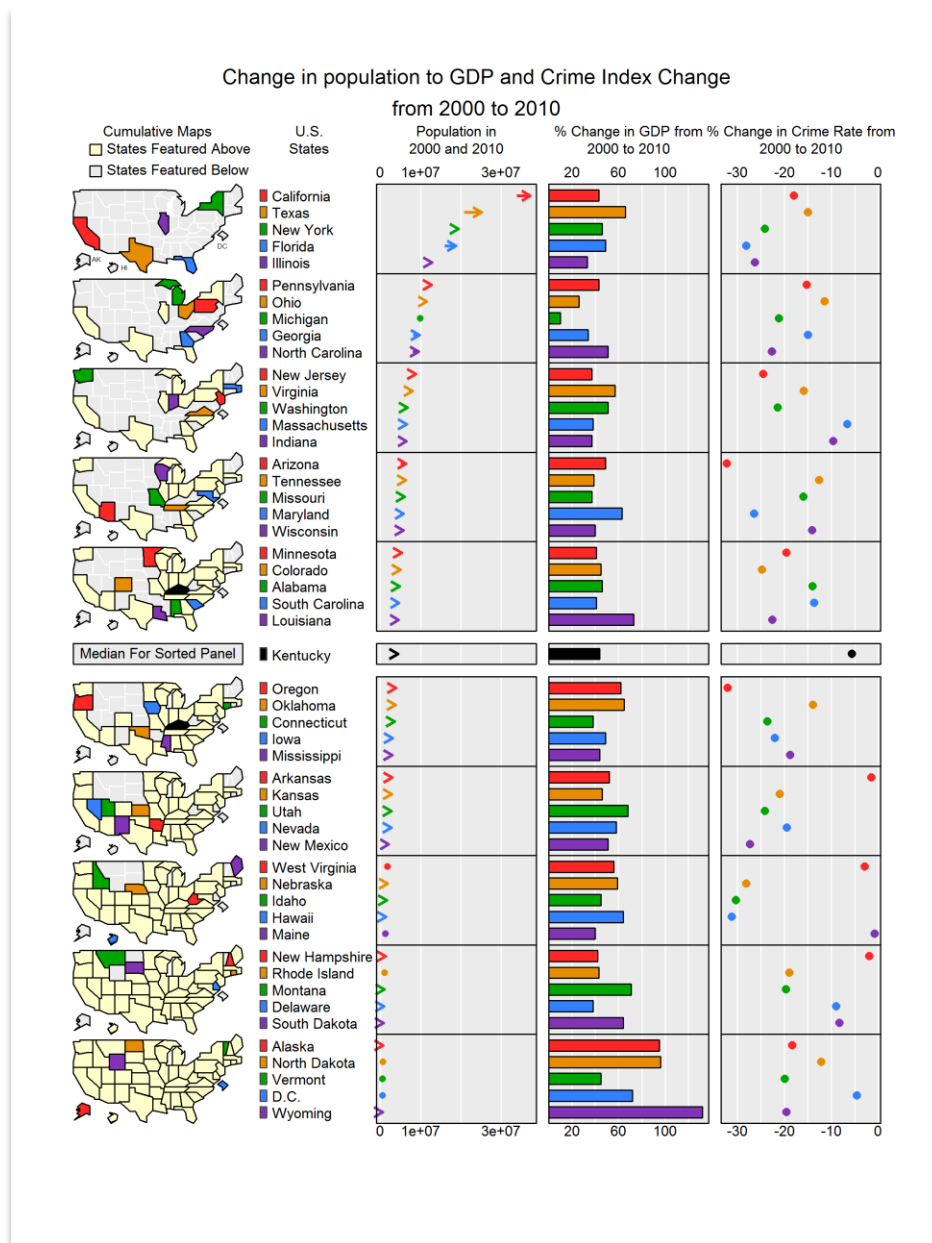 Change in population to GDP and Crime Index Change
from 2000 to 2010
Cumulative Maps
States Featured Above
States Featured Below
U.S.
States
Population in
2000 and 2010
% Change in GDP from
2000 to 2010
% Change in Crime Rate from
2000 to 2010
0 1e+07 3e+07
20 60 100
-30 -20 -10 0
AK
HI
DC
California
Texas
New York
Florida
Illinois
Pennsylvania
Ohio
Michigan
Georgia
North Carolina
New Jersey
Virginia
Washington
Massachusetts
Indiana
Arizona
Tennessee
Missouri
Maryland
Wisconsin
Minnesota
Colorado
Alabama
South Carolina
Louisiana
Median For Sorted Panel
Kentucky
Oregon
Oklahoma
Connecticut
Iowa
Mississippi
Arkansas
Kansas
Utah
Nevada
New Mexico
West Virginia
Nebraska
Idaho
Hawaii
Maine
New Hampshire
Rhode Island
Montana
Delaware
South Dakota
Alaska
North Dakota
Vermont
D.C.
Wyoming
0 1e+07 3e+07
20 60 100
-30 -20 -10 0